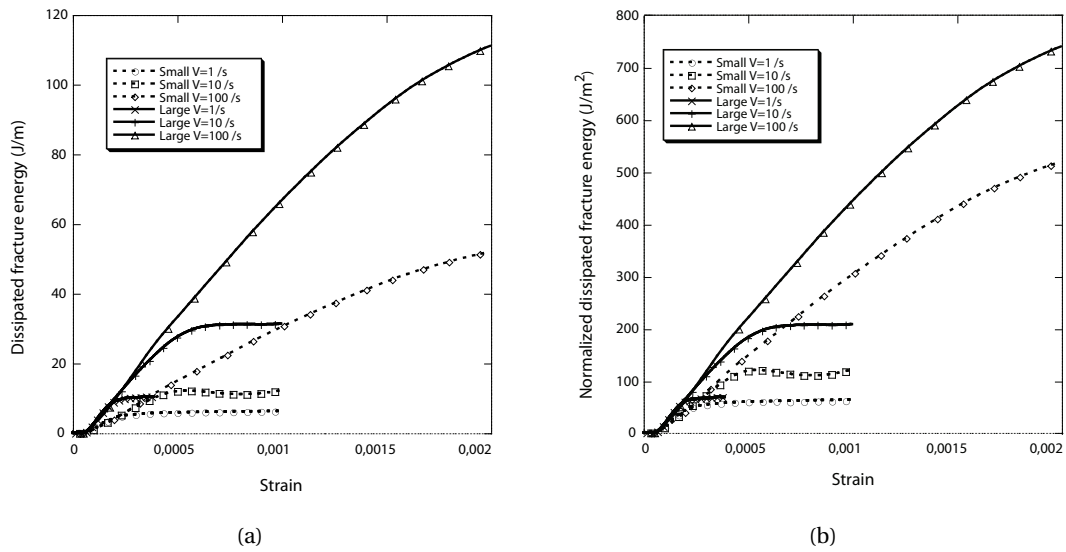 120
100
80
60
40
20
0
Dissipated fracture energy (J/m)
Small V=1 /s
Small V=10 /s
Small V=100 /s
Large V=1/s
Large V=10 /s
Large V=100 /s
0
0,0005
0,001
0,0015
0,002
Strain
(a)
800
700
600
500
400
300
200
100
0
Normalized dissipated fracture energy (J/m²)
Small V=1 /s
Small V=10 /s
Small V=100 /s
Large V=1/s
Large V=10 /s
Large V=100 /s
0
0,0005
0,001
0,0015
0,002
Strain
(b)